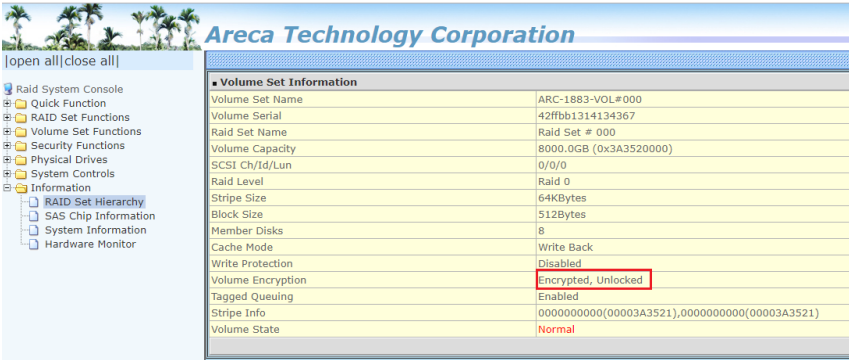 Areca Technology Corporation
|open all|close all|
Raid System Console
Quick Function
RAID Set Functions
Volume Set Functions
Security Functions
Physical Drives
System Controls
Information
RAID Set Hierarchy
SAS Chip Information
System Information
Hardware Monitor
Volume Set Information
Volume Set Name ARC-1883-VOL#000
Volume Serial 42ffbb1314134367
Raid Set Name Raid Set # 000
Volume Capacity 8000.0GB (0x3A3520000)
SCSI Ch/Id/Lun 0/0/0
Raid Level Raid 0
Stripe Size 64KBytes
Block Size 512Bytes
Member Disks 8
Cache Mode Write Back
Write Protection Disabled
Volume Encryption Encrypted, Unlocked
Tagged Queuing Enabled
Stripe Info 0000000000(00003A3521),0000000000(00003A3521)
Volume State Normal